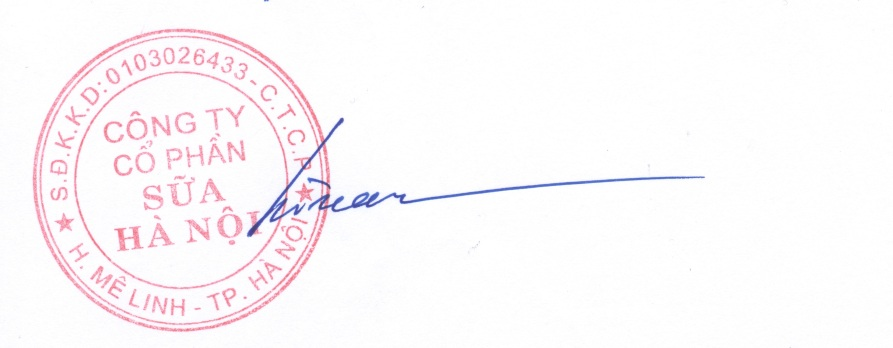 S.Đ.K.K.D: 0103026433 - C.T.C.P
CÔNG TY
CỔ PHẦN
SỮA
HÀ NỘI
H. MÊ LINH - TP. HÀ NỘI